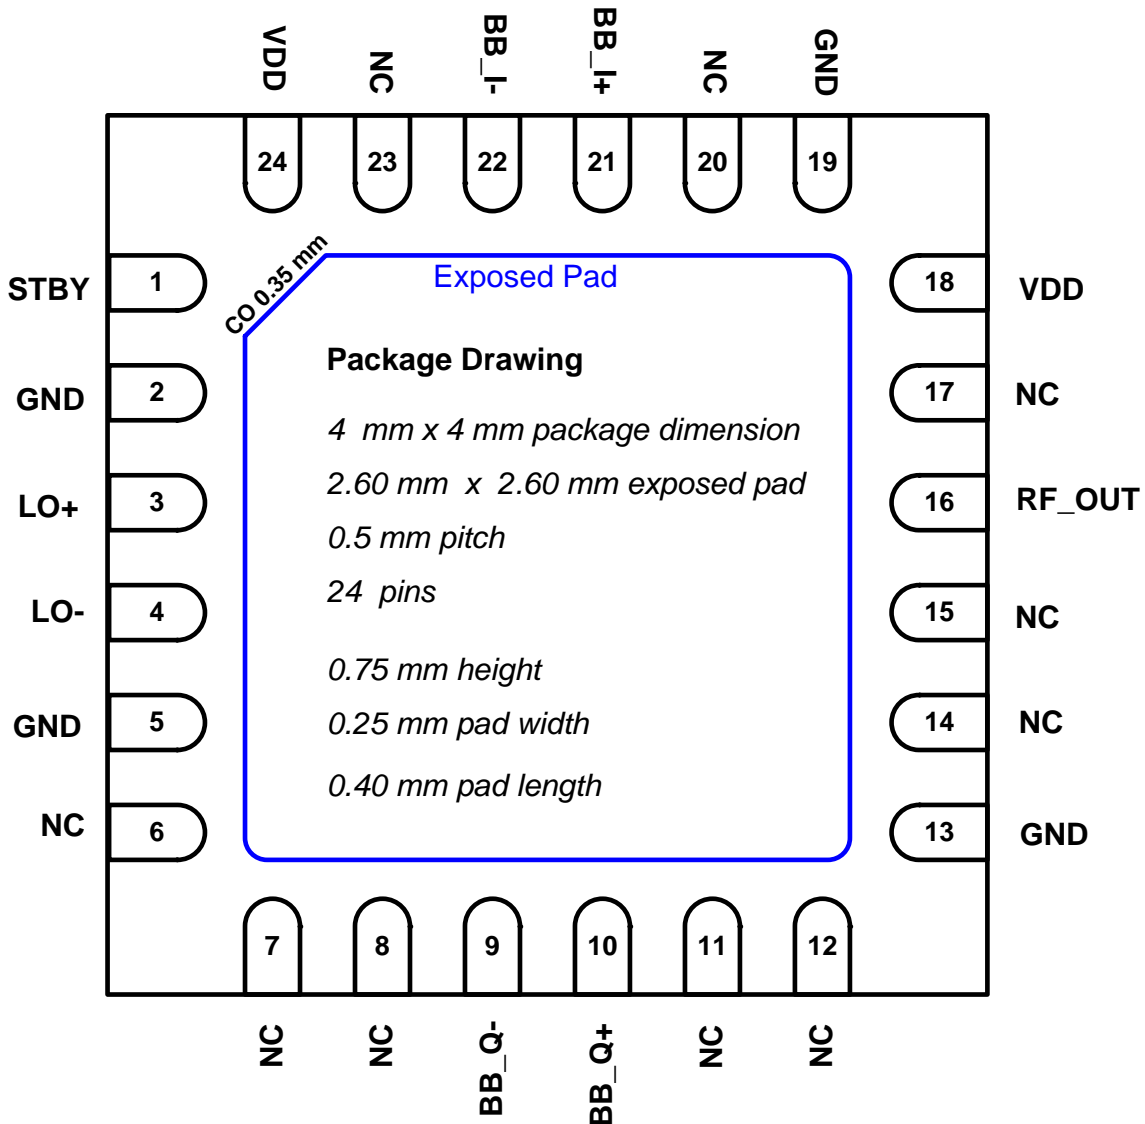 VDD
NC
BB_I-
BB_I+
NC
GND
24
23
22
21
20
19
STBY
1
CO 0.35 mm
Exposed Pad
18
VDD
GND
2
Package Drawing
17
NC
4 mm x 4 mm package dimension
LO+
3
2.60 mm x 2.60 mm exposed pad
16
RF_OUT
0.5 mm pitch
LO-
4
24 pins
15
NC
0.75 mm height
GND
5
0.25 mm pad width
14
NC
0.40 mm pad length
NC
6
13
GND
7
8
9
10
11
12
NC
NC
BB_Q-
BB_Q+
NC
NC